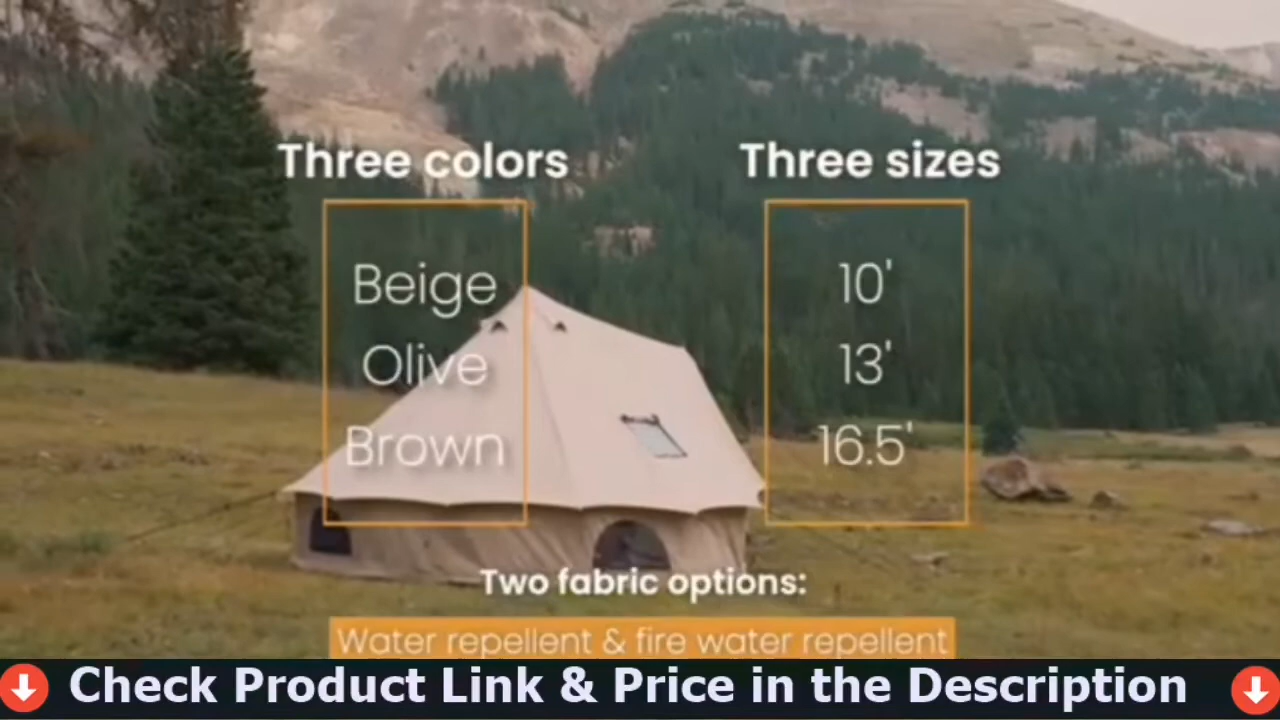 Three colors
Beige
Olive
Brown
Three sizes
10'
13'
16.5'
Two fabric options:
Water repellent & fire water repellent
Check Product Link & Price in the Description